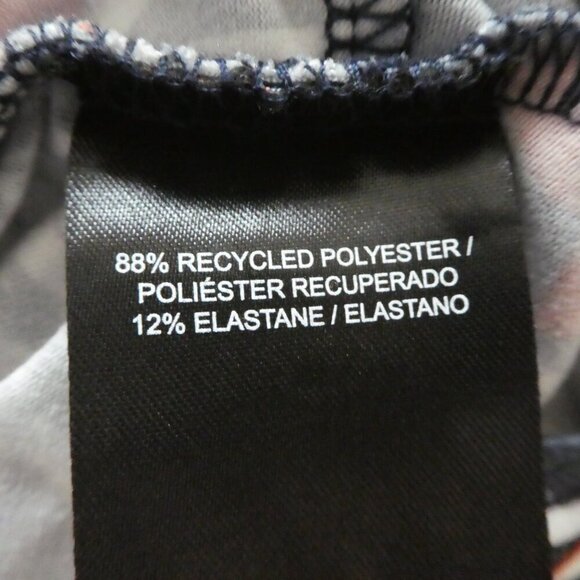 88% RECYCLED POLYESTER /
POLIÉSTER RECUPERADO
12% ELASTANE / ELASTANO